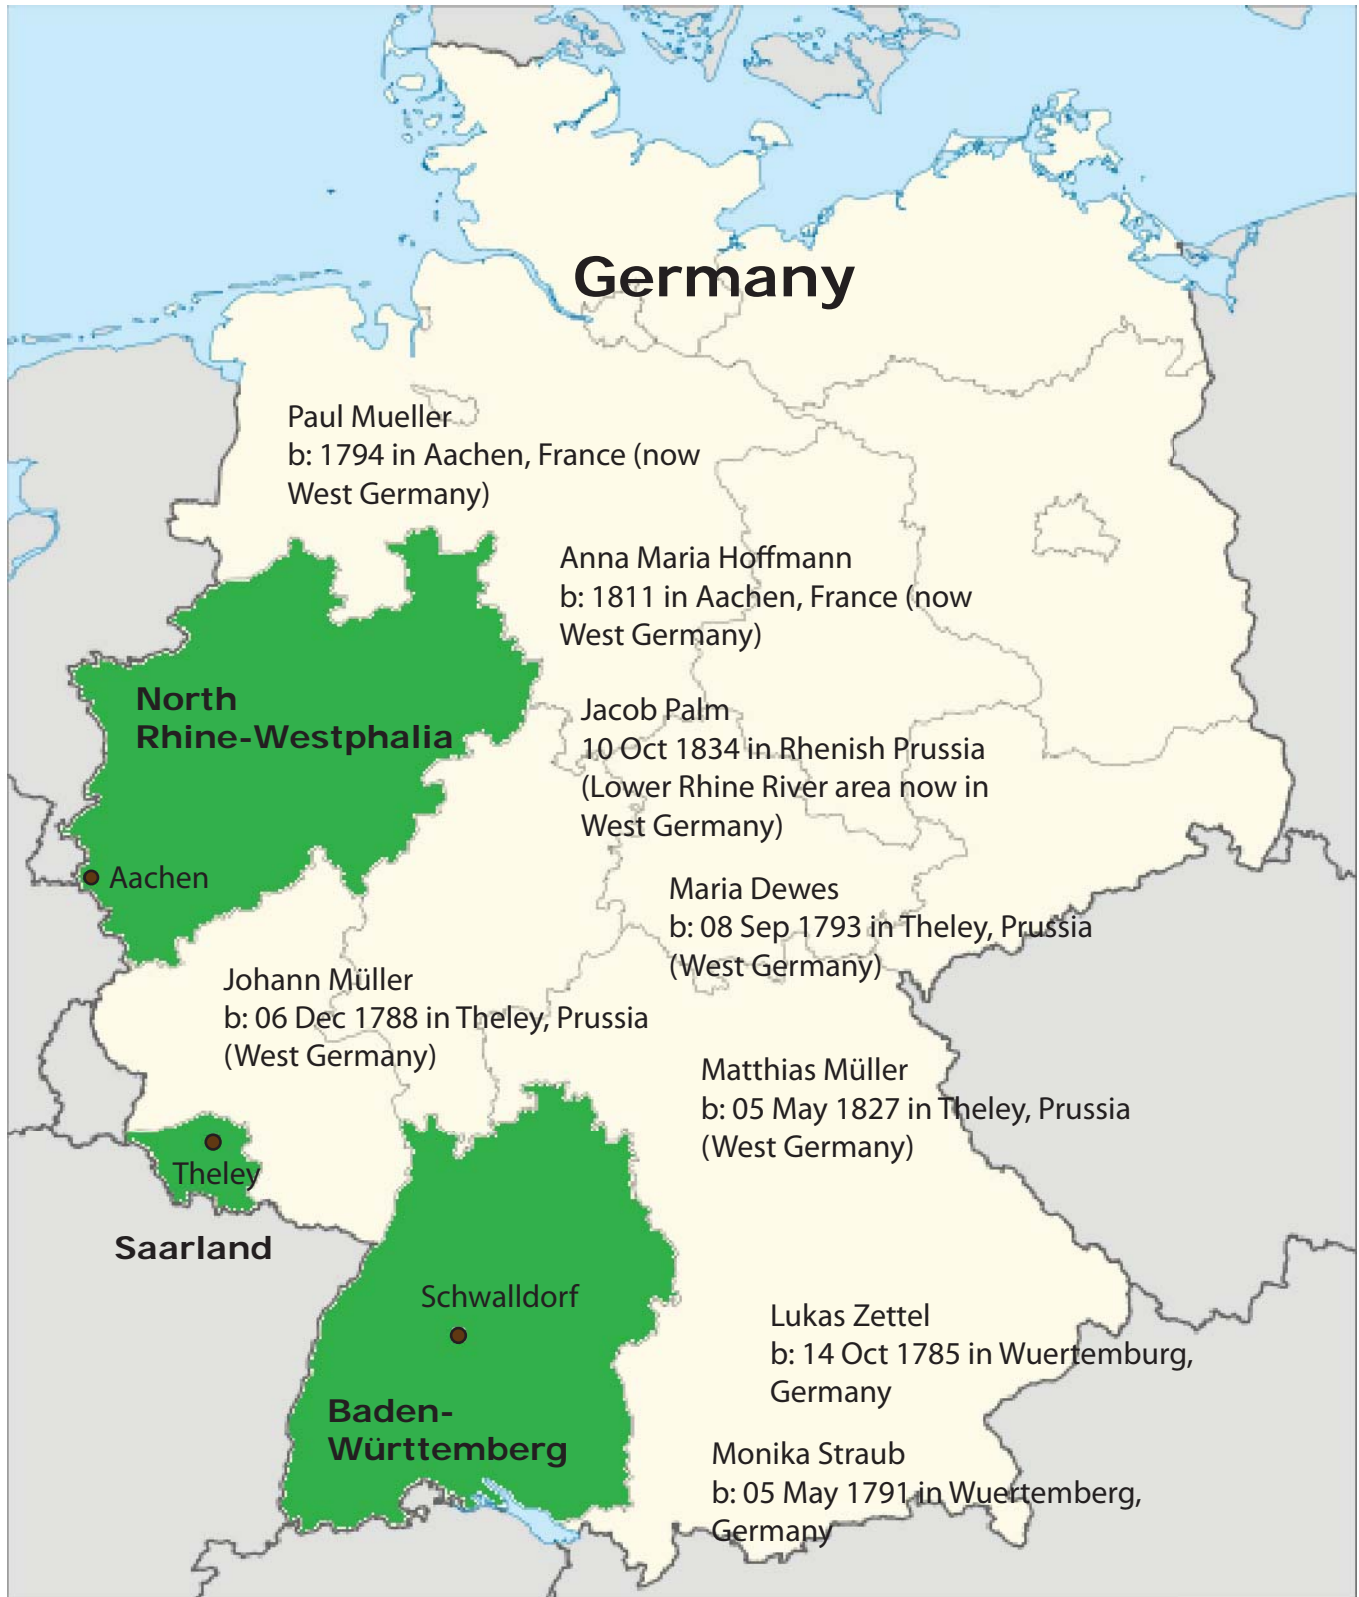 Germany
Paul Mueller
b: 1794 in Aachen, France (now
West Germany)
Anna Maria Hoffmann
b: 1811 in Aachen, France (now
West Germany)
North
Rhine-Westphalia
Jacob Palm
10 Oct 1834 in Rhenish Prussia
(Lower Rhine River area now in
West Germany)
Aachen
Maria Dewes
b: 08 Sep 1793 in Theley, Prussia
(West Germany)
Johann Müller
b: 06 Dec 1788 in Theley, Prussia
(West Germany)
Matthias Müller
b: 05 May 1827 in Theley, Prussia
(West Germany)
Theley
Saarland
Schwalldorf
Lukas Zettel
b: 14 Oct 1785 in Wuertemburg,
Germany
Baden-
Württemberg
Monika Straub
b: 05 May 1791 in Wuertemberg,
Germany